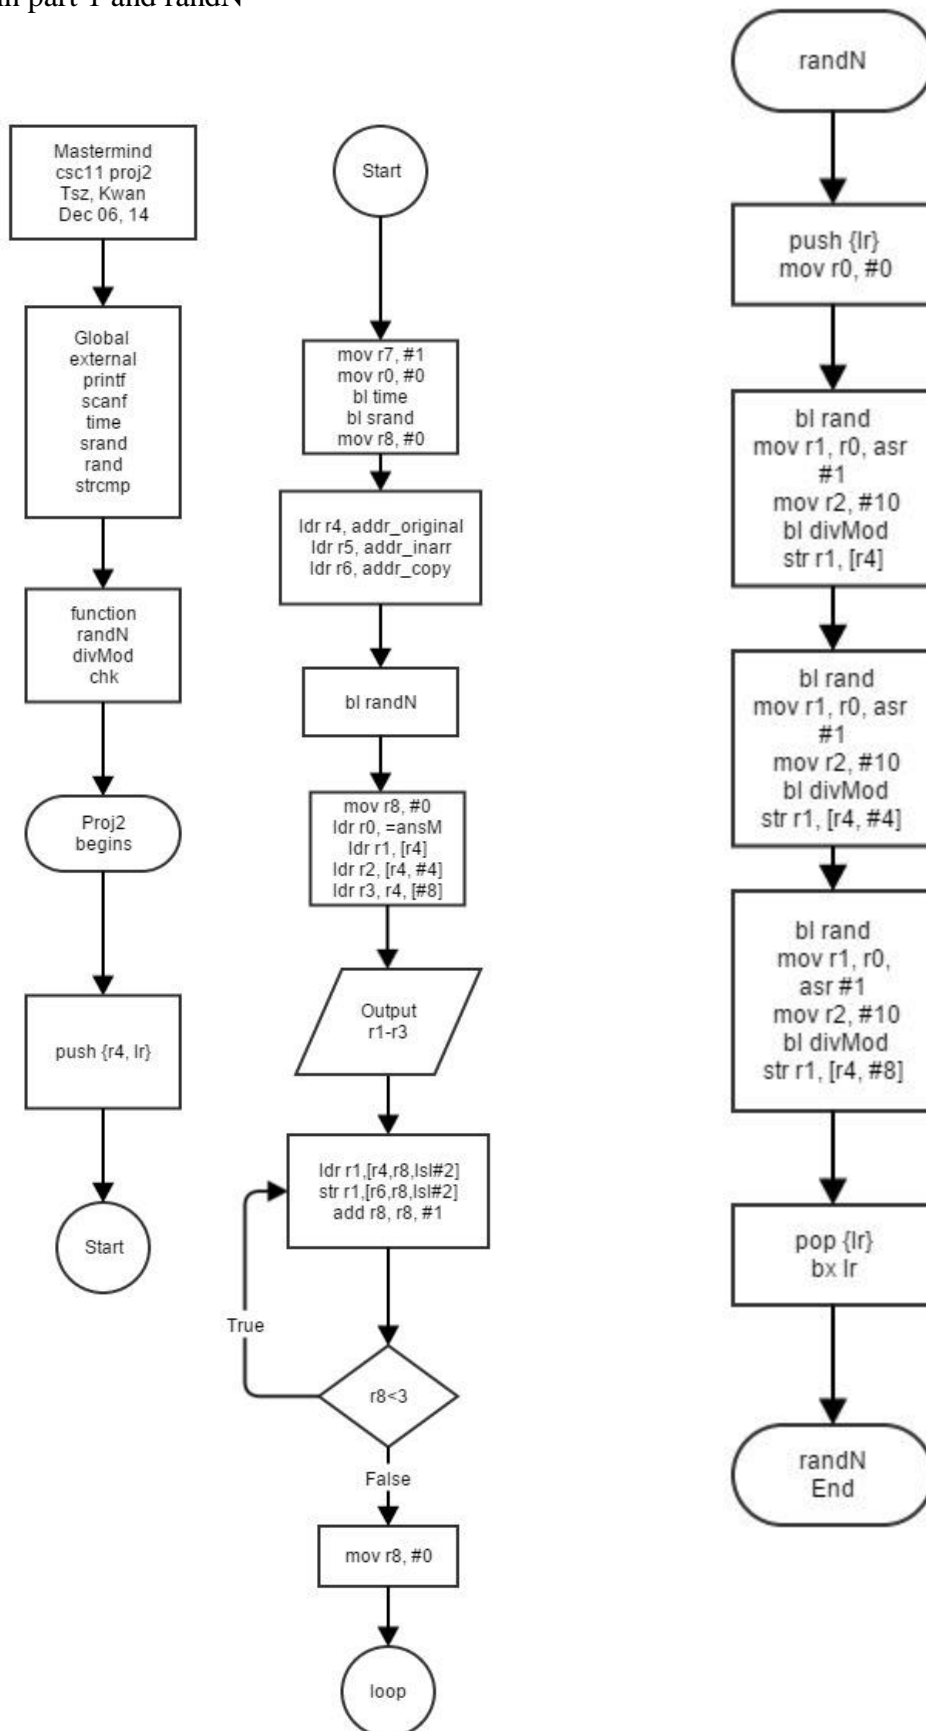 part 1 and randN
Mastermind
csc11 proj2
Tsz, Kwan
Dec 06, 14
Global
external
printf
scanf
time
srand
rand
strcmp
function
randN
divMod
chk
Proj2
begins
push {r4, lr}
Start
Start
mov r7, #1
mov r0, #0
bl time
bl srand
mov r8, #0
ldr r4, addr_original
ldr r5, addr_inarr
ldr r6, addr_copy
bl randN
mov r8, #0
ldr r0, =ansM
ldr r1, [r4]
ldr r2, [r4, #4]
ldr r3, r4, [#8]
Output
r1-r3
ldr r1,[r4,r8,lsl#2]
str r1,[r6,r8,lsl#2]
add r8, r8, #1
True
r8<3
False
mov r8, #0
loop
randN
push {lr}
mov r0, #0
bl rand
mov r1, r0, asr
#1
mov r2, #10
bl divMod
str r1, [r4]
bl rand
mov r1, r0, asr
#1
mov r2, #10
bl divMod
str r1, [r4, #4]
bl rand
mov r1, r0,
asr #1
mov r2, #10
bl divMod
str r1, [r4, #8]
pop {lr}
bx lr
randN
End